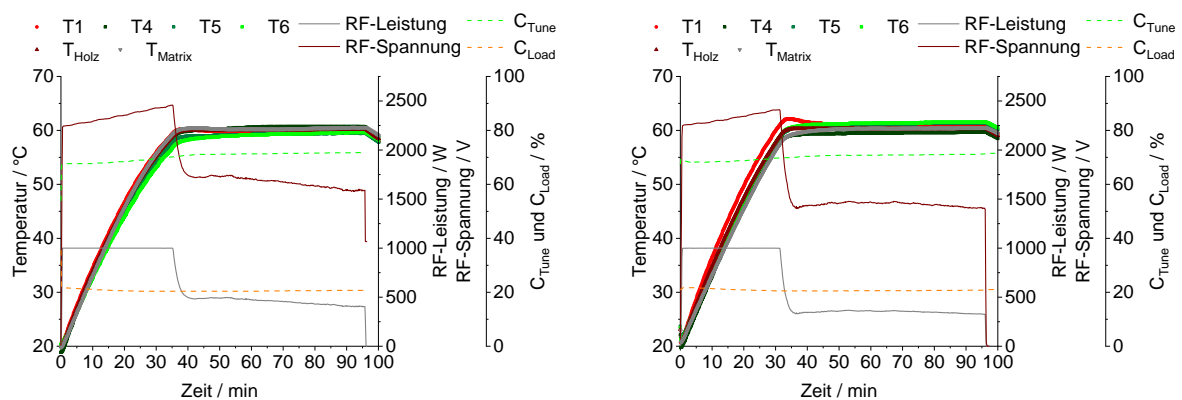 T1 T4 T5 T6 RF-Leistung C_Tune
T_Holz T_Matrix RF-Spannung C_Load
70 60 50 40 30 20
Temperatur / °C
0 10 20 30 40 50 60 70 80 90 100
Zeit / min
2500 2000 1500 1000 500 0
RF-Leistung / W
RF-Spannung / V
100 80 60 40 20 0
C_Tune und C_Load / %
T1 T4 T5 T6 RF-Leistung C_Tune
T_Holz T_Matrix RF-Spannung C_Load
70 60 50 40 30 20
Temperatur / °C
0 10 20 30 40 50 60 70 80 90 100
Zeit / min
2500 2000 1500 1000 500 0
RF-Leistung / W
RF-Spannung / V
100 80 60 40 20 0
C_Tune und C_Load / %